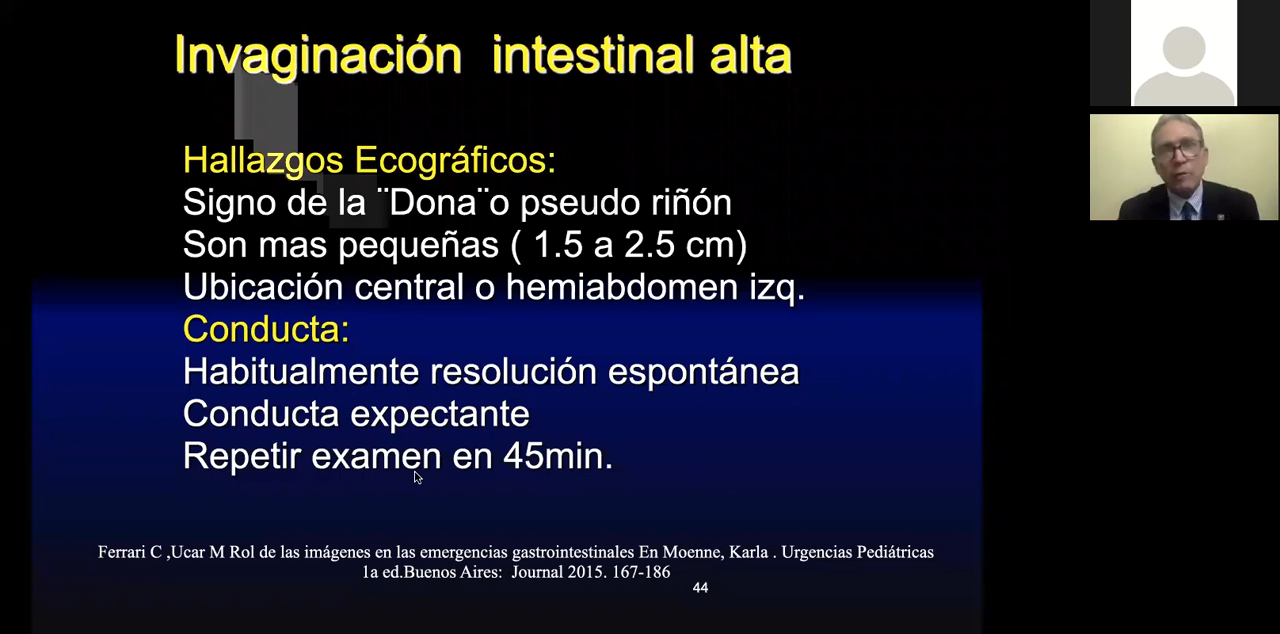 Invaginación intestinal alta
Hallazgos Ecográficos:
Signo de la ¨Dona¨o pseudo riñón
Son mas pequeñas ( 1.5 a 2.5 cm)
Ubicación central o hemiabdomen izq.
Conducta:
Habitualmente resolución espontánea
Conducta expectante
Repetir examen en 45min.
Ferrari C ,Ucar M Rol de las imágenes en las emergencias gastrointestinales En Moenne, Karla . Urgencias Pediátricas
1a ed.Buenos Aires: Journal 2015. 167-186
44